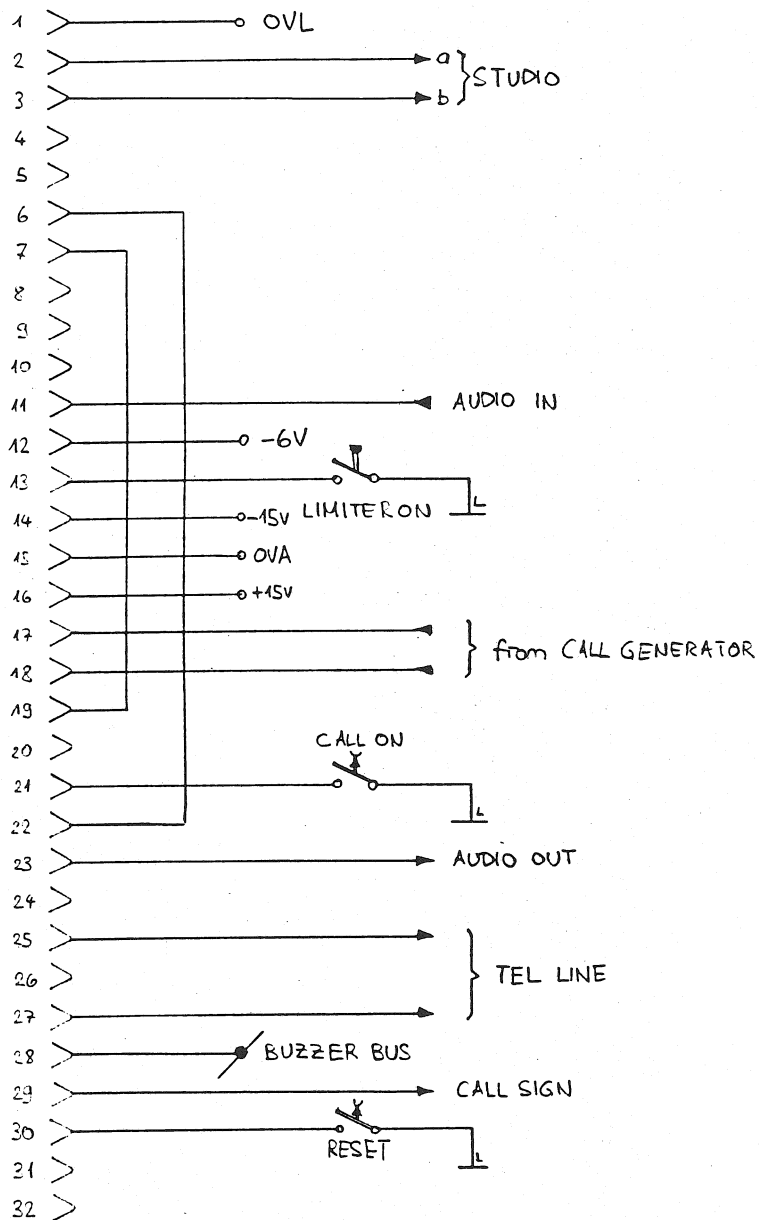 1 OVL
2 a
STUDIO
3 b
4
5
6
7
8
9
10
11 AUDIO IN
12 -6V
13
LIMITER ON L
14 -15V
15 OVA
16 +15V
17
from CALL GENERATOR
18
19
20
CALL ON
21
L
22
23 AUDIO OUT
24
25
26 TEL LINE
27
28 BUZZER BUS
29 CALL SIGN
30
RESET L
31
32